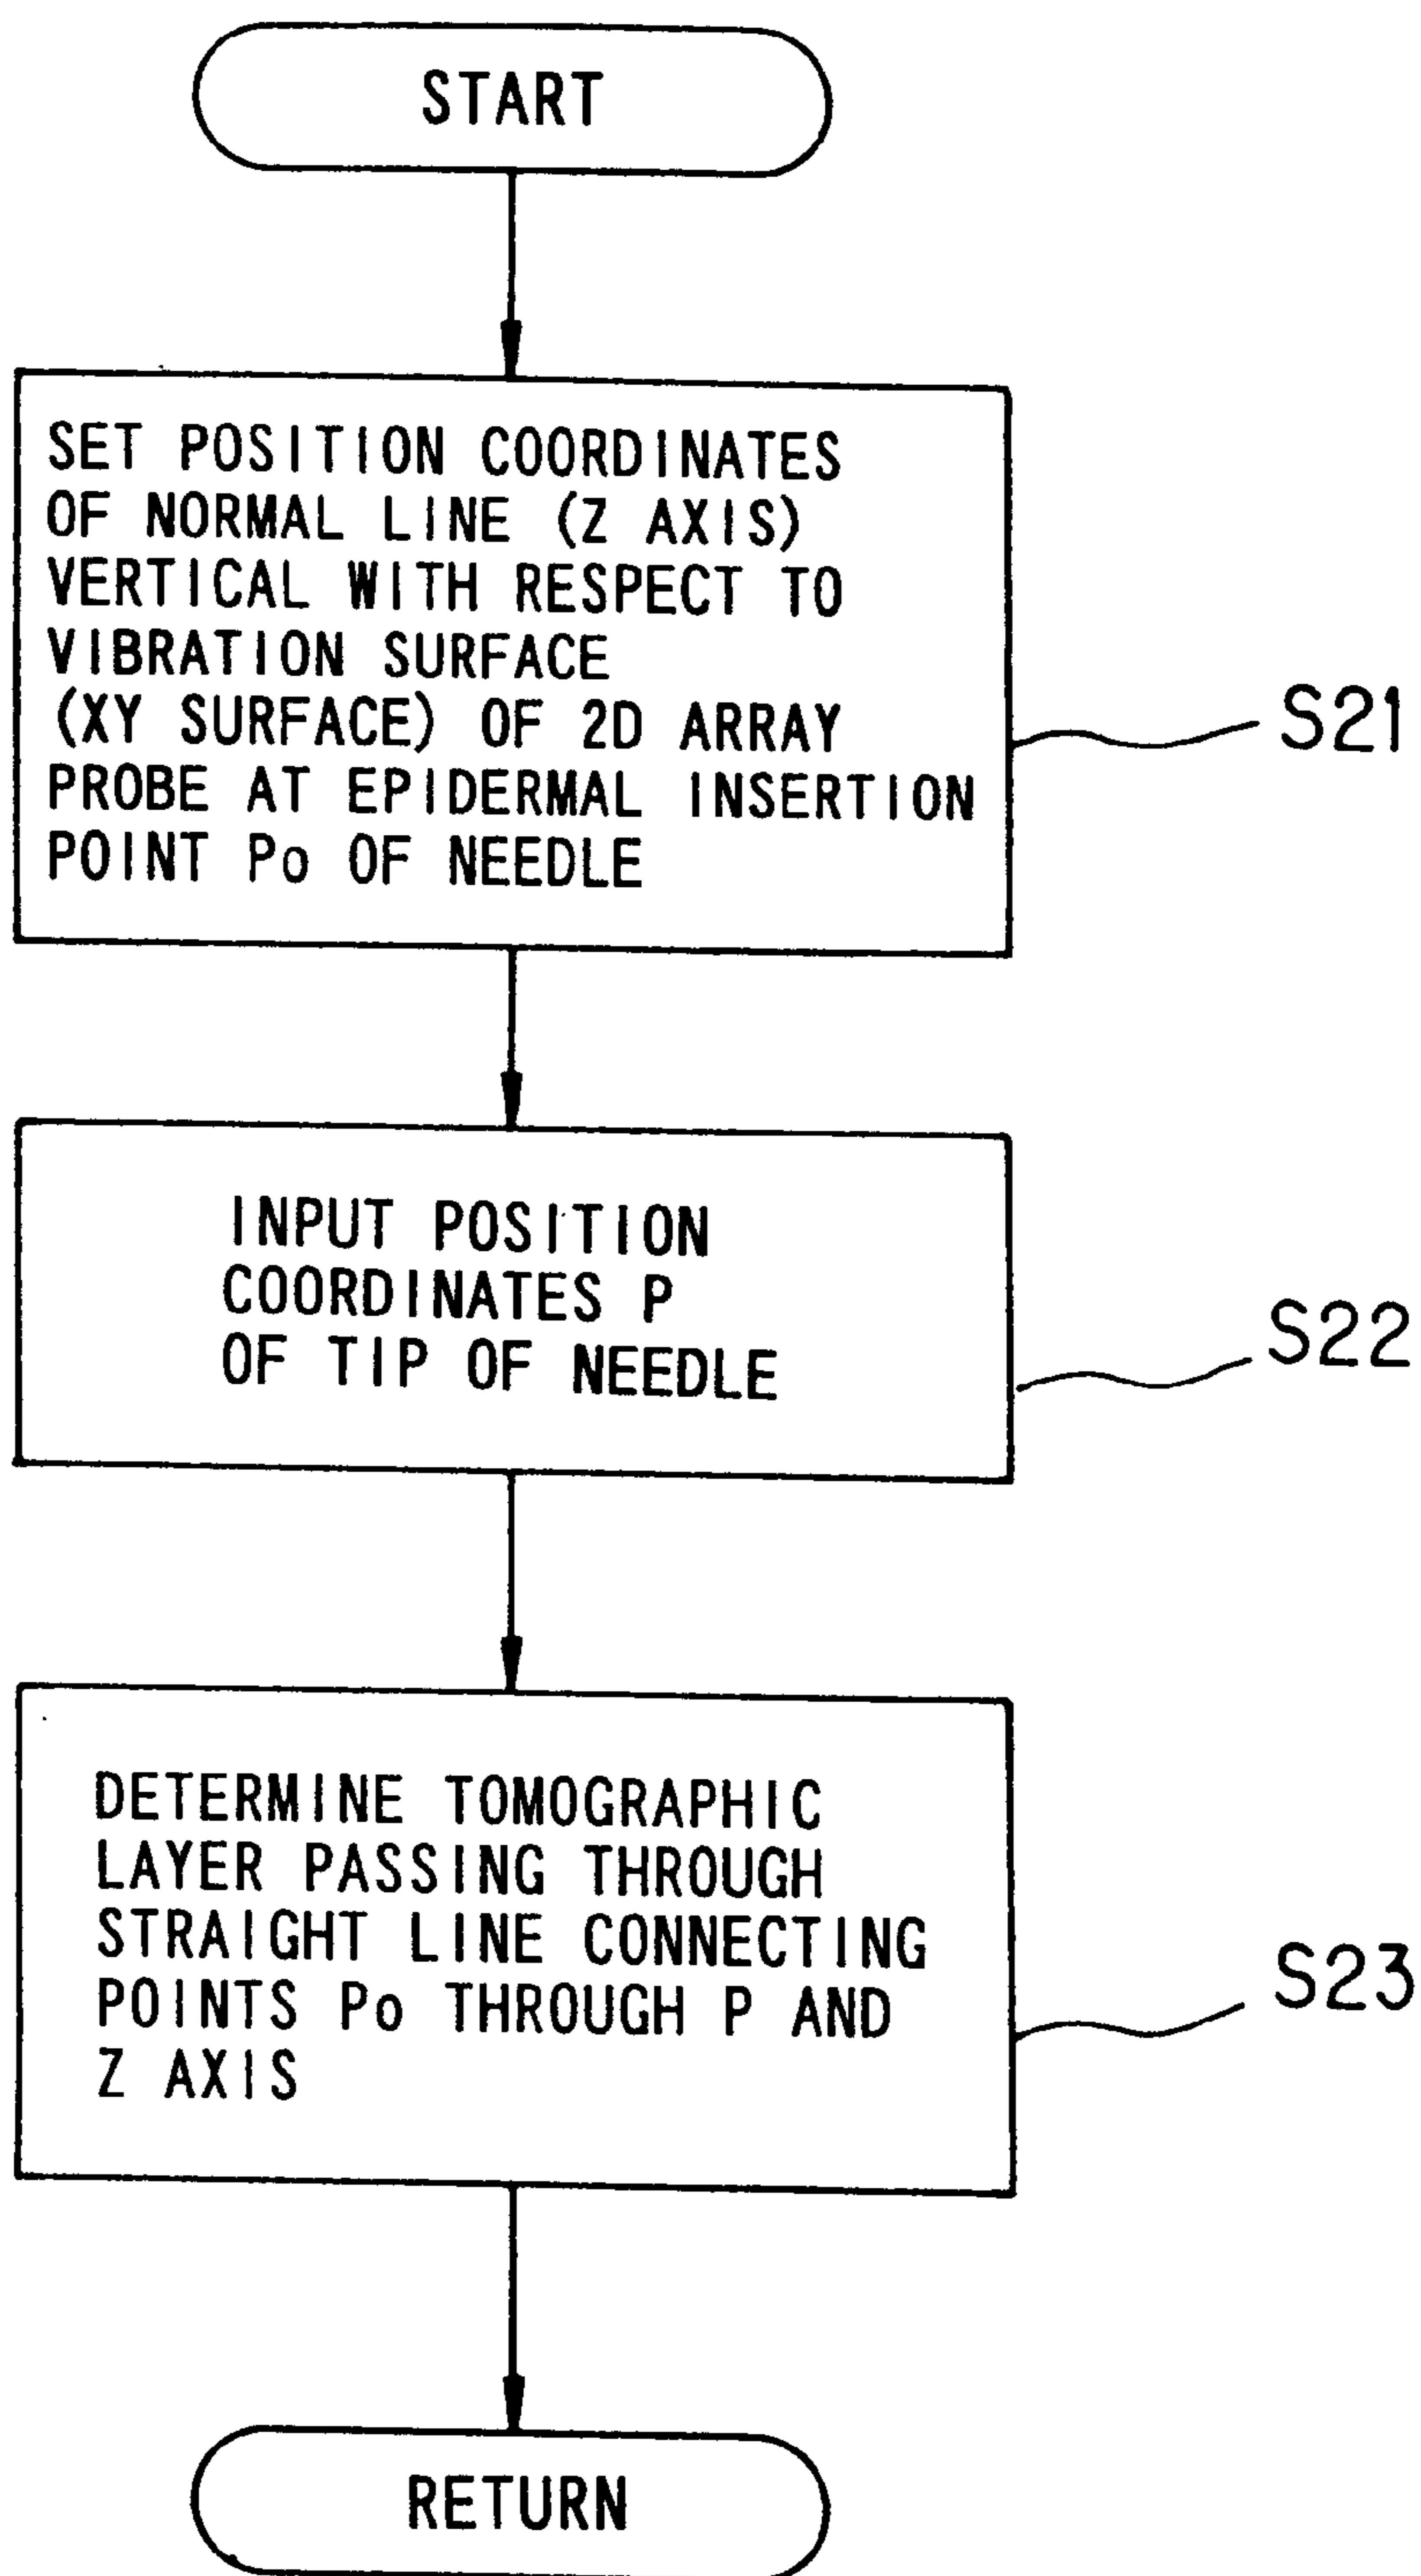 START
SET POSITION COORDINATES
OF NORMAL LINE (Z AXIS)
VERTICAL WITH RESPECT TO
VIBRATION SURFACE
(XY SURFACE) OF 2D ARRAY
PROBE AT EPIDERMAL INSERTION
POINT Po OF NEEDLE
S21
INPUT POSITION
COORDINATES P
OF TIP OF NEEDLE
S22
DETERMINE TOMOGRAPHIC
LAYER PASSING THROUGH
STRAIGHT LINE CONNECTING
POINTS Po THROUGH P AND
Z AXIS
S23
RETURN